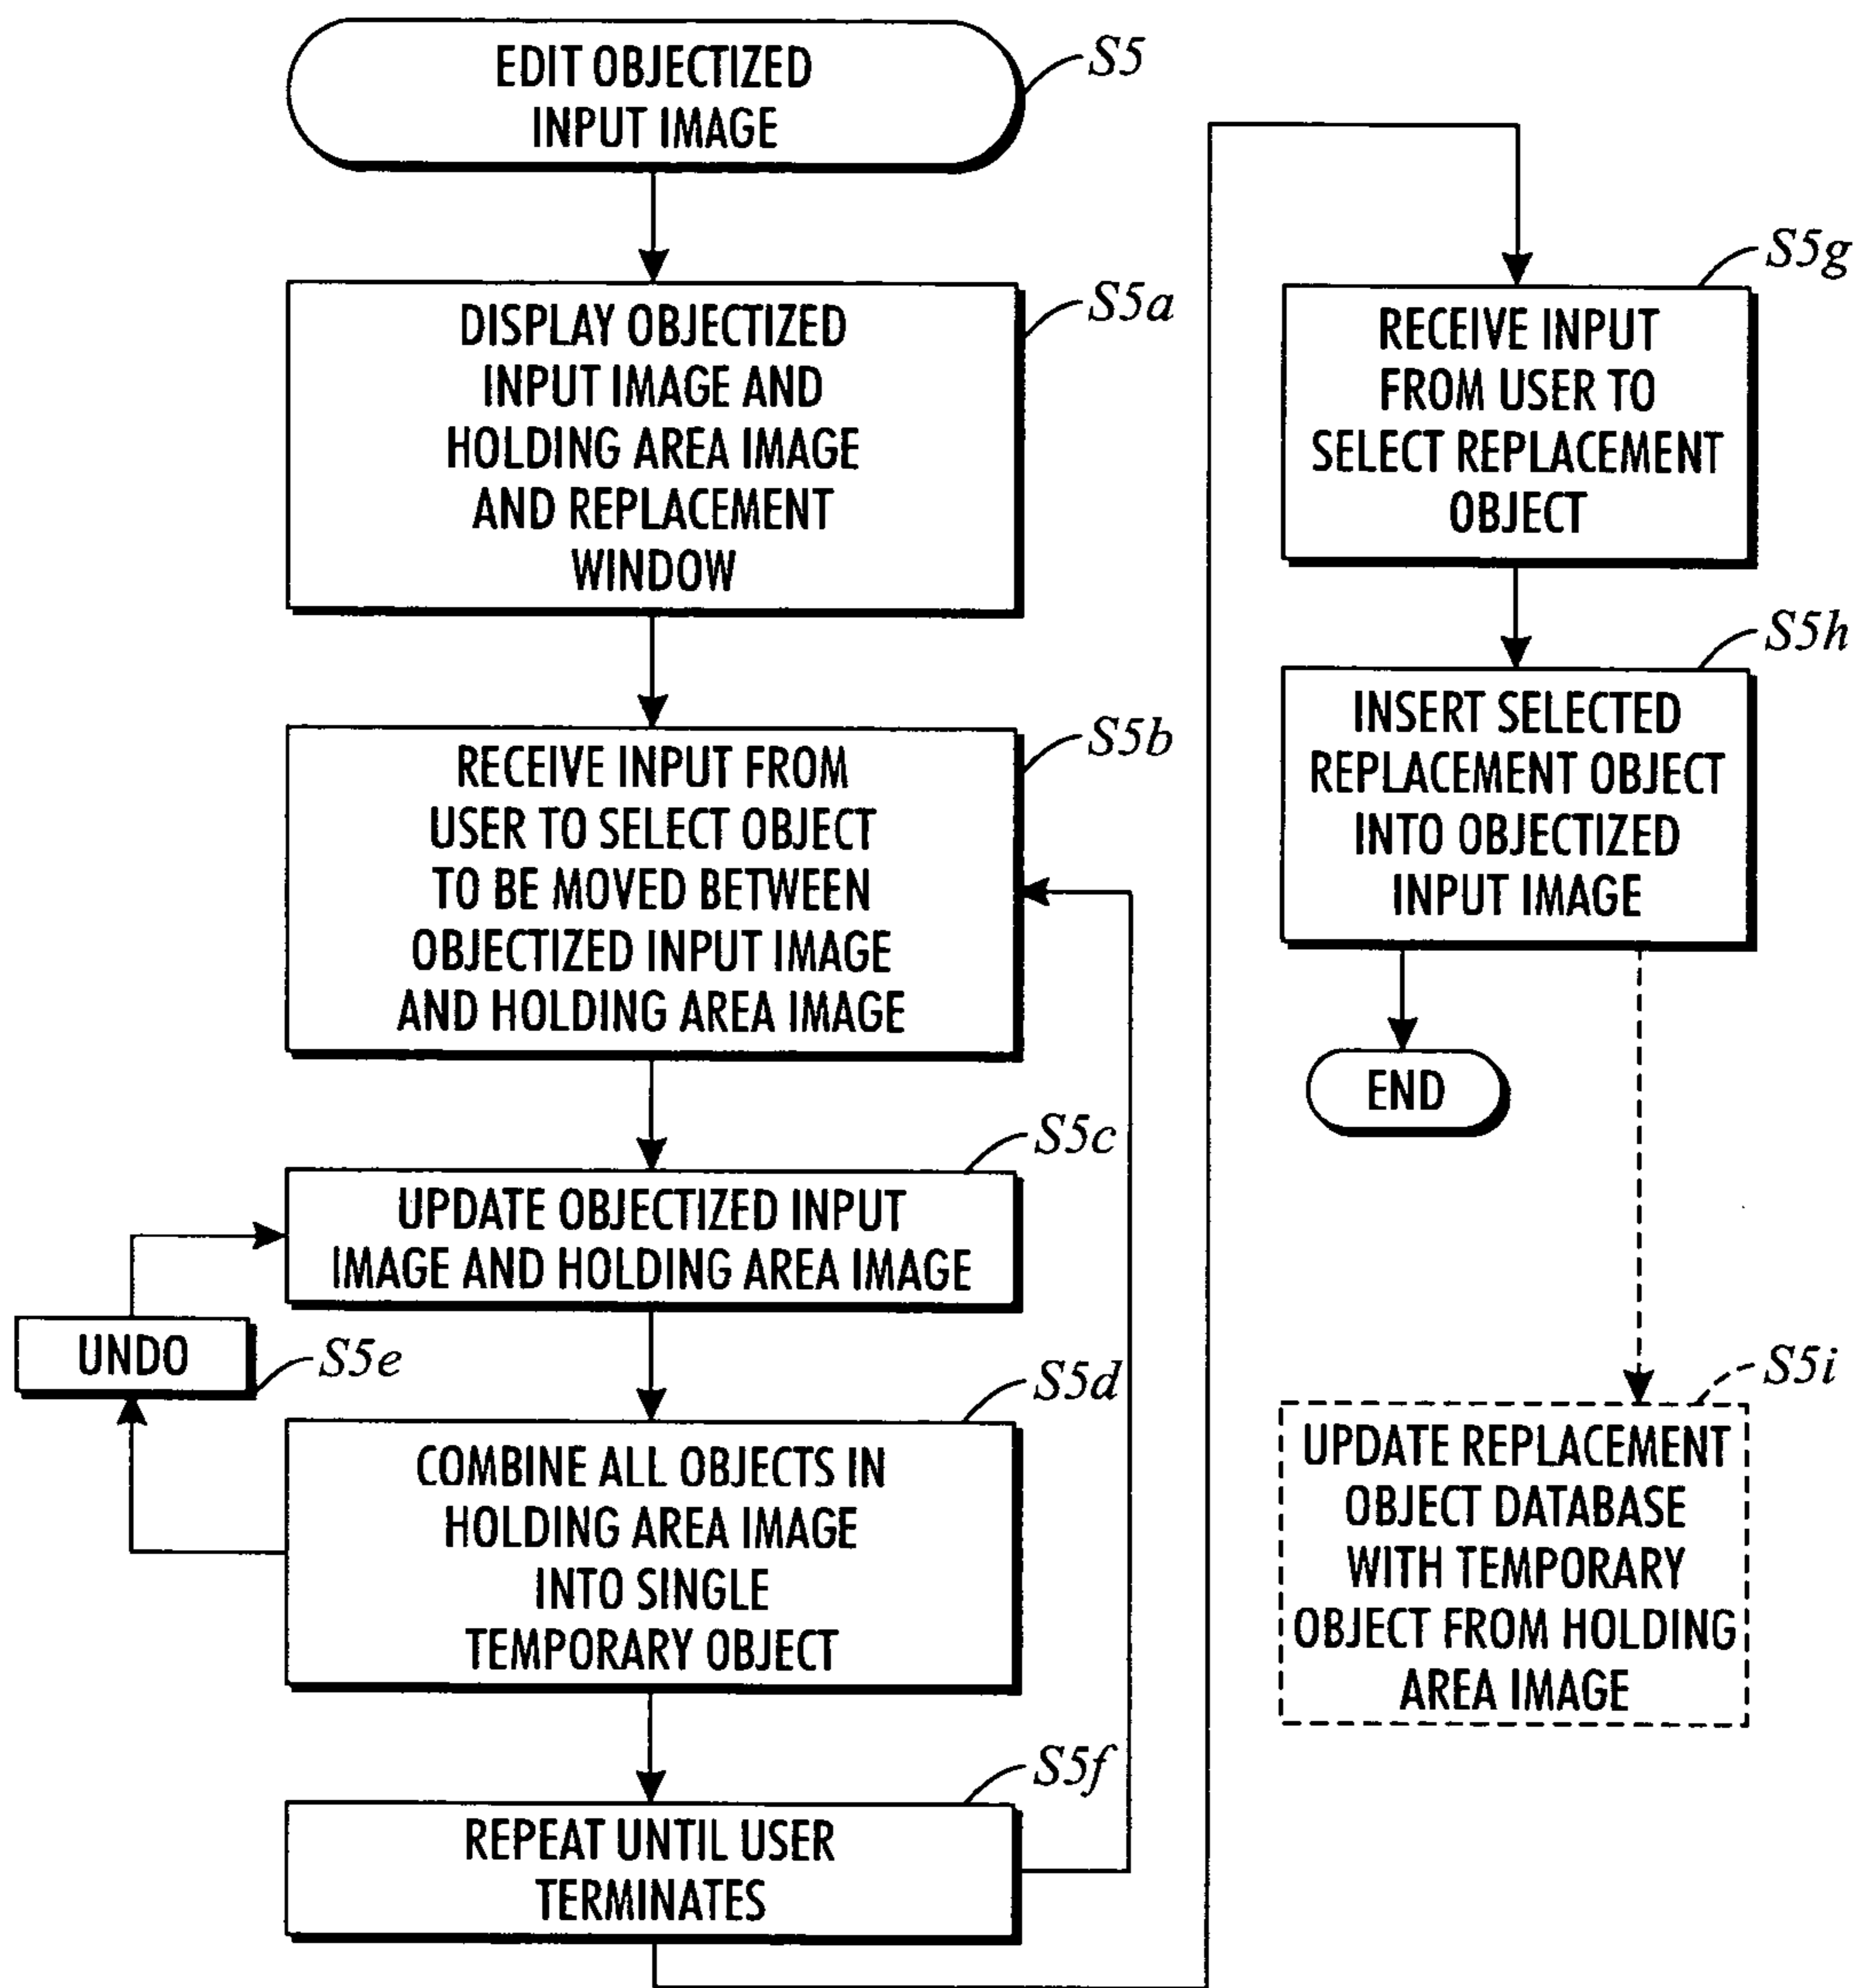 EDIT OBJECTIZED
INPUT IMAGE
S5
DISPLAY OBJECTIZED
INPUT IMAGE AND
HOLDING AREA IMAGE
AND REPLACEMENT
WINDOW
S5a
RECEIVE INPUT FROM
USER TO SELECT OBJECT
TO BE MOVED BETWEEN
OBJECTIZED INPUT IMAGE
AND HOLDING AREA IMAGE
S5b
UPDATE OBJECTIZED INPUT
IMAGE AND HOLDING AREA IMAGE
S5c
UNDO
S5e
COMBINE ALL OBJECTS IN
HOLDING AREA IMAGE
INTO SINGLE
TEMPORARY OBJECT
S5d
REPEAT UNTIL USER
TERMINATES
S5f
RECEIVE INPUT
FROM USER TO
SELECT REPLACEMENT
OBJECT
S5g
INSERT SELECTED
REPLACEMENT OBJECT
INTO OBJECTIZED
INPUT IMAGE
S5h
END
UPDATE REPLACEMENT
OBJECT DATABASE
WITH TEMPORARY
OBJECT FROM HOLDING
AREA IMAGE
S5i